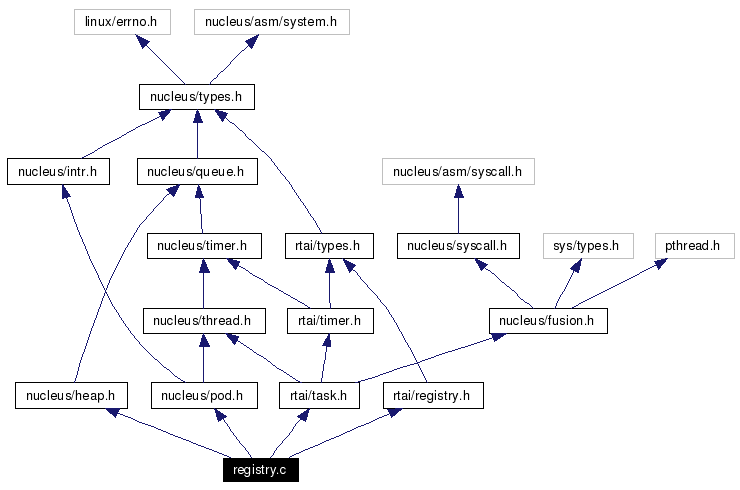 linux/errno.h
nucleus/asm/system.h
nucleus/types.h
nucleus/intr.h
nucleus/queue.h
nucleus/asm/syscall.h
nucleus/timer.h
rtai/types.h
nucleus/syscall.h
sys/types.h
pthread.h
nucleus/thread.h
rtai/timer.h
nucleus/fusion.h
nucleus/heap.h
nucleus/pod.h
rtai/task.h
rtai/registry.h
registry.c